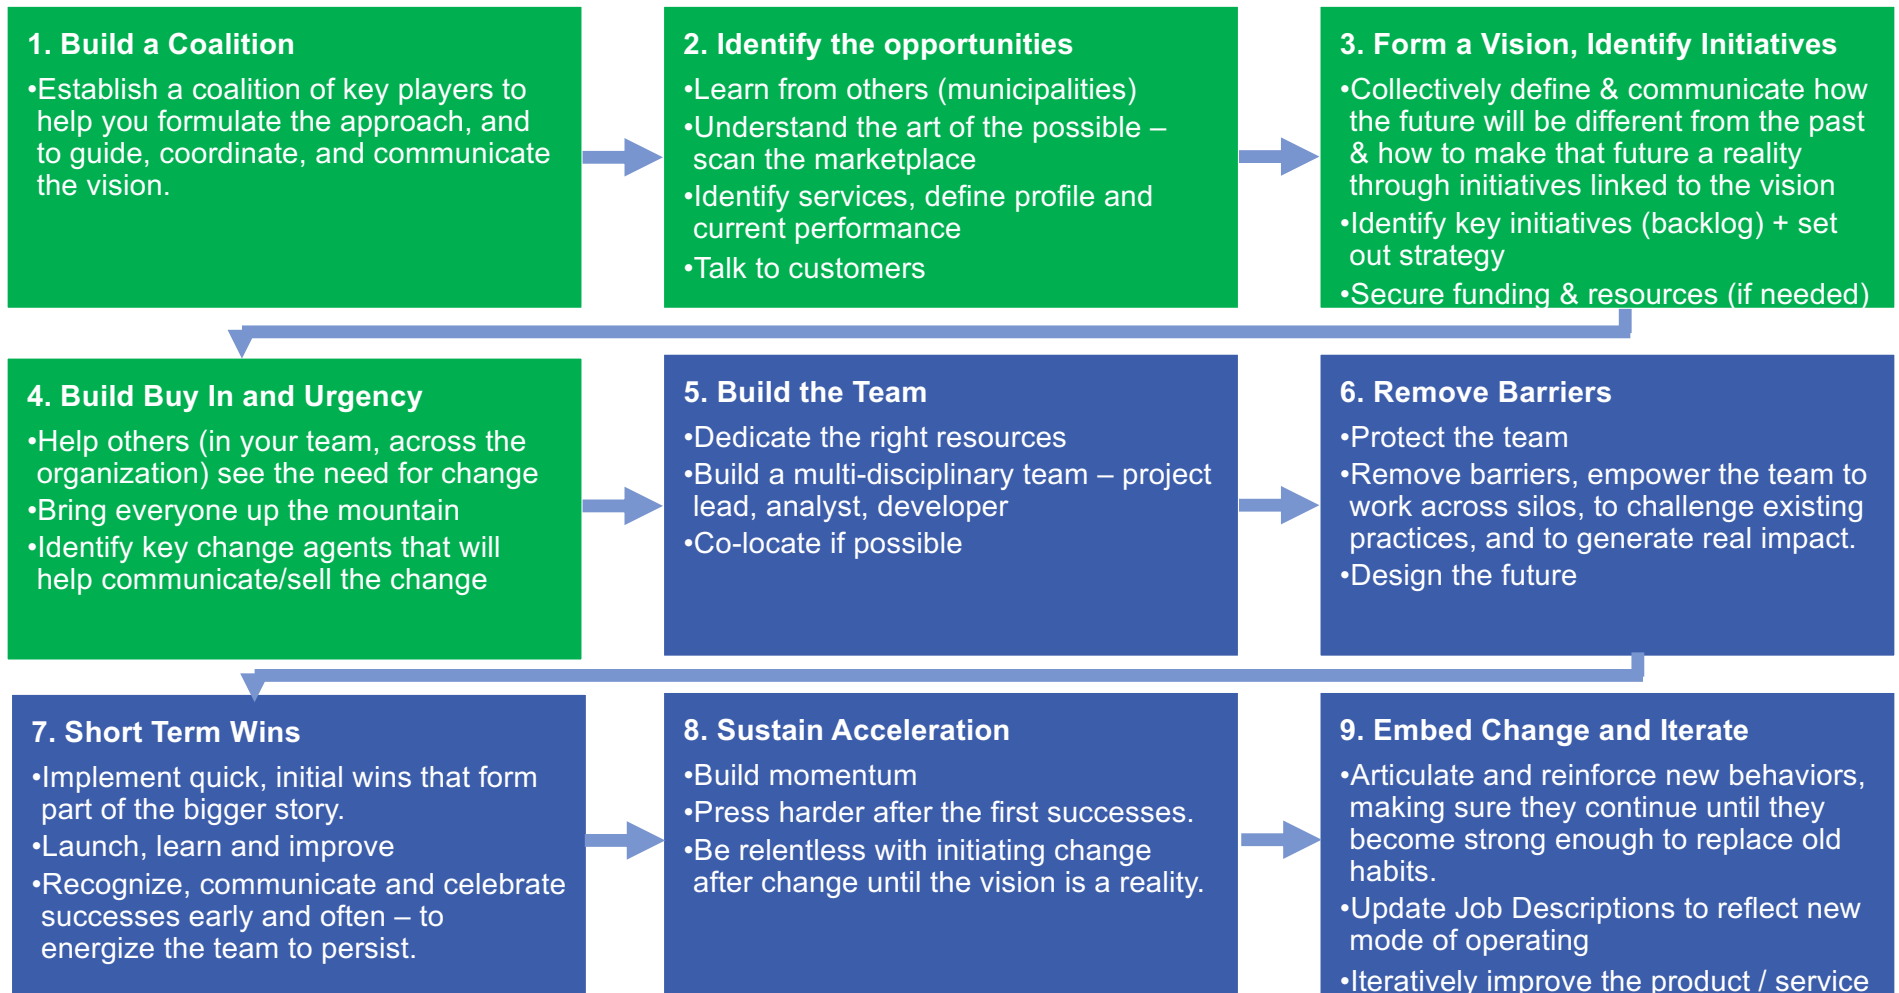 1. Build a Coalition
•Establish a coalition of key players to
help you formulate the approach, and
to guide, coordinate, and communicate
the vision.
2. Identify the opportunities
•Learn from others (municipalities)
•Understand the art of the possible –
scan the marketplace
•Identify services, define profile and
current performance
•Talk to customers
3. Form a Vision, Identify Initiatives
•Collectively define & communicate how
the future will be different from the past
& how to make that future a reality
through initiatives linked to the vision
•Identify key initiatives (backlog) + set
out strategy
•Secure funding & resources (if needed)
4. Build Buy In and Urgency
•Help others (in your team, across the
organization) see the need for change
•Bring everyone up the mountain
•Identify key change agents that will
help communicate/sell the change
5. Build the Team
•Dedicate the right resources
•Build a multi-disciplinary team – project
lead, analyst, developer
•Co-locate if possible
6. Remove Barriers
•Protect the team
•Remove barriers, empower the team to
work across silos, to challenge existing
practices, and to generate real impact.
•Design the future
7. Short Term Wins
•Implement quick, initial wins that form
part of the bigger story.
•Launch, learn and improve
•Recognize, communicate and celebrate
successes early and often – to
energize the team to persist.
8. Sustain Acceleration
•Build momentum
•Press harder after the first successes.
•Be relentless with initiating change
after change until the vision is a reality.
9. Embed Change and Iterate
•Articulate and reinforce new behaviors,
making sure they continue until they
become strong enough to replace old
habits.
•Update Job Descriptions to reflect new
mode of operating
•Iteratively improve the product / service